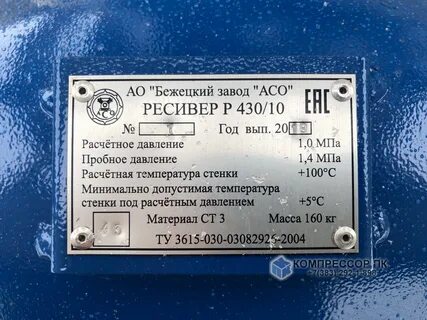 АО "Бежецкий завод "АСО"
РЕСИВЕР Р 430/10
EAC
№ Год вып. 2019
Расчётное давление 1,0 МПа
Пробное давление 1,4 МПа
Расчётная температура стенки +100°С
Минимально допустимая температура
стенки под расчётным давлением +5°С
Материал СТ 3 Масса 160 кг
ТУ 3615-030-03082926-2004
КОМПРЕССОР ПК